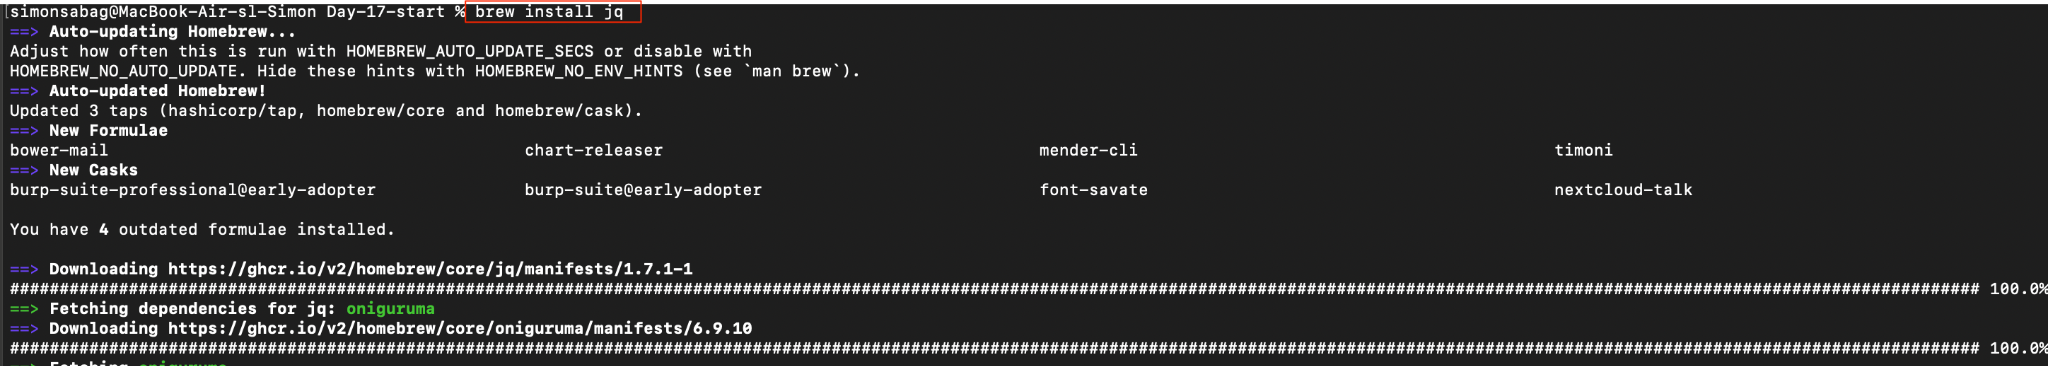 [simonsabag@MacBook-Air-sl-Simon Day-17-start % brew install jq
==> Auto-updating Homebrew...
Adjust how often this is run with HOMEBREW_AUTO_UPDATE_SECS or disable with
HOMEBREW_NO_AUTO_UPDATE. Hide these hints with HOMEBREW_NO_ENV_HINTS (see `man brew`).
==> Auto-updated Homebrew!
Updated 3 taps (hashicorp/tap, homebrew/core and homebrew/cask).
==> New Formulae
bower-mail chart-releaser mender-cli timoni
==> New Casks
burp-suite-professional@early-adopter burp-suite@early-adopter font-savate nextcloud-talk
You have 4 outdated formulae installed.
==> Downloading https://ghcr.io/v2/homebrew/core/jq/manifests/1.7.1-1
######################################################################## 100.0%
==> Fetching dependencies for jq: oniguruma
==> Downloading https://ghcr.io/v2/homebrew/core/oniguruma/manifests/6.9.10
######################################################################## 100.0%
==> Fetching oniguruma